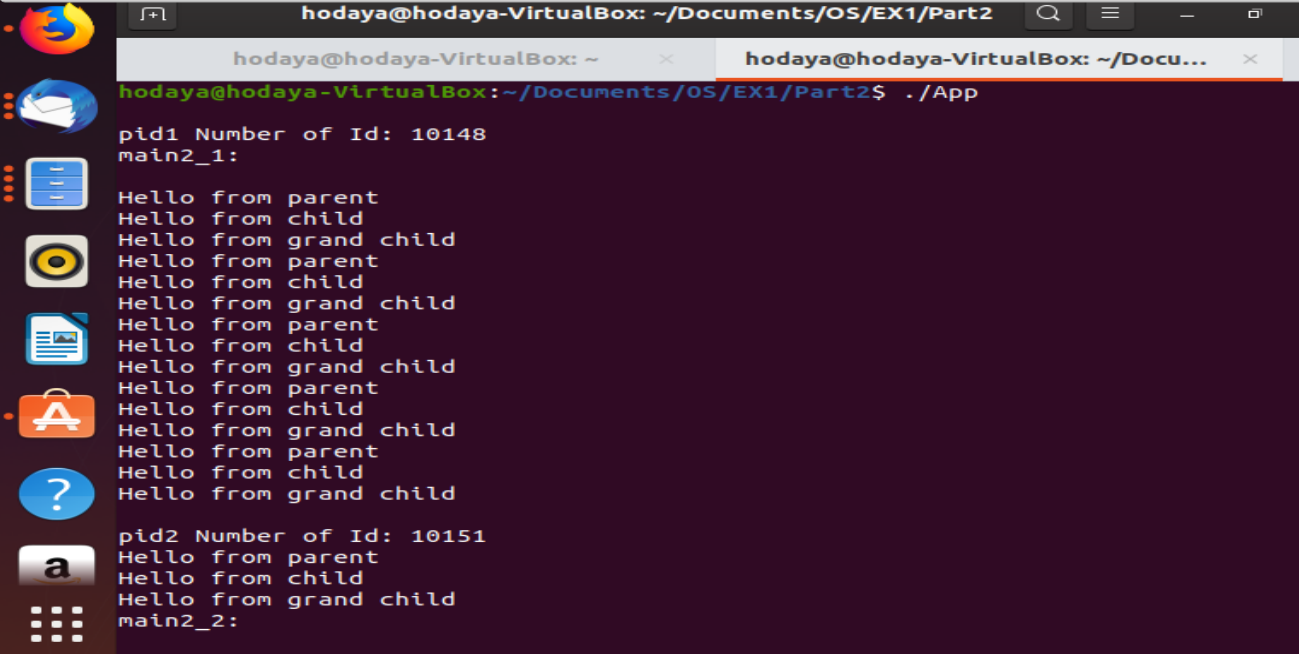 hodaya@hodaya-VirtualBox: ~/Documents/OS/EX1/Part2
hodaya@hodaya-VirtualBox: ~
hodaya@hodaya-VirtualBox: ~/Docu...
hodaya@hodaya-VirtualBox:~/Documents/OS/EX1/Part2$ ./App
pid1 Number of Id: 10148
main2_1:
Hello from parent
Hello from child
Hello from grand child
Hello from parent
Hello from child
Hello from grand child
Hello from parent
Hello from child
Hello from grand child
Hello from parent
Hello from child
Hello from grand child
Hello from parent
Hello from child
Hello from grand child
pid2 Number of Id: 10151
Hello from parent
Hello from child
Hello from grand child
main2_2: